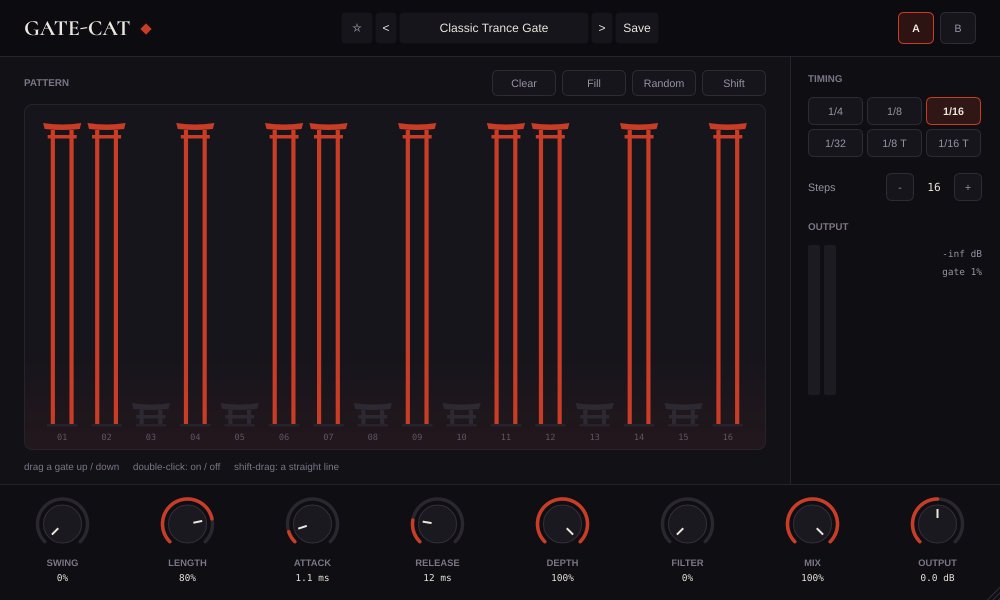 GATE-CAT
☆ < Classic Trance Gate > Save
A B
PATTERN
Clear Fill Random Shift
01 02 03 04 05 06 07 08 09 10 11 12 13 14 15 16
drag a gate up / down double-click: on / off shift-drag: a straight line
TIMING
1/4 1/8 1/16
1/32 1/8 T 1/16 T
Steps - 16 +
OUTPUT
-inf dB
gate 1%
SWING LENGTH ATTACK RELEASE DEPTH FILTER MIX OUTPUT
0% 80% 1.1 ms 12 ms 100% 0% 100% 0.0 dB